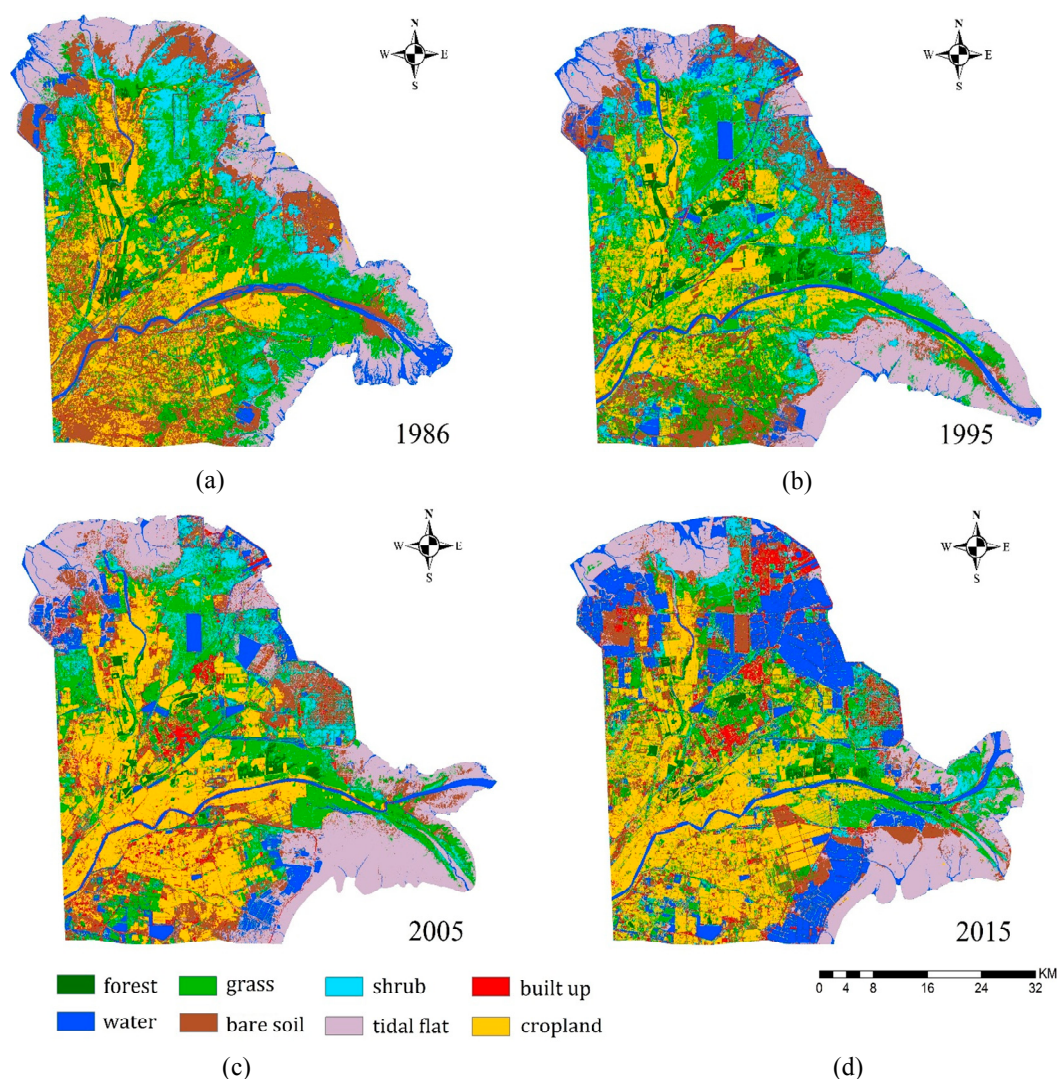 N
W E
S
1986
(a)
N
W E
S
1995
(b)
N
W E
S
2005
N
W E
S
2015
forest grass shrub built up
water bare soil tidal flat cropland
KM
0 4 8 16 24 32
(c)
(d)